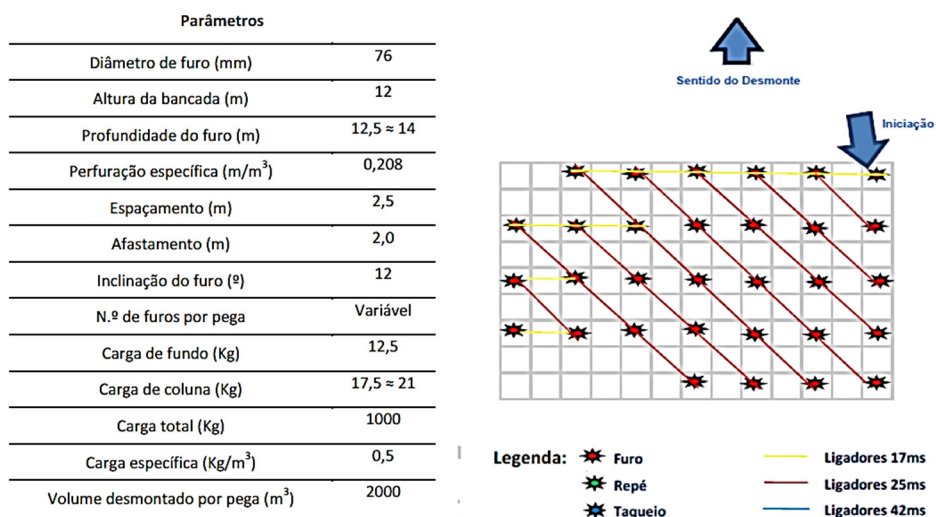 Parâmetros
Diâmetro de furo (mm) 76
Altura da bancada (m) 12
Profundidade do furo (m) 12,5 ≈ 14
Perfuração específica (m/m³) 0,208
Espaçamento (m) 2,5
Afastamento (m) 2,0
Inclinação do furo (º) 12
N.º de furos por pega Variável
Carga de fundo (Kg) 12,5
Carga de coluna (Kg) 17,5 ≈ 21
Carga total (Kg) 1000
Carga específica (Kg/m³) 0,5
Volume desmontado por pega (m³) 2000
Sentido do Desmonte
Iniciação
Legenda: Furo Ligadores 17ms
Repé Ligadores 25ms
Taqueio Ligadores 42ms